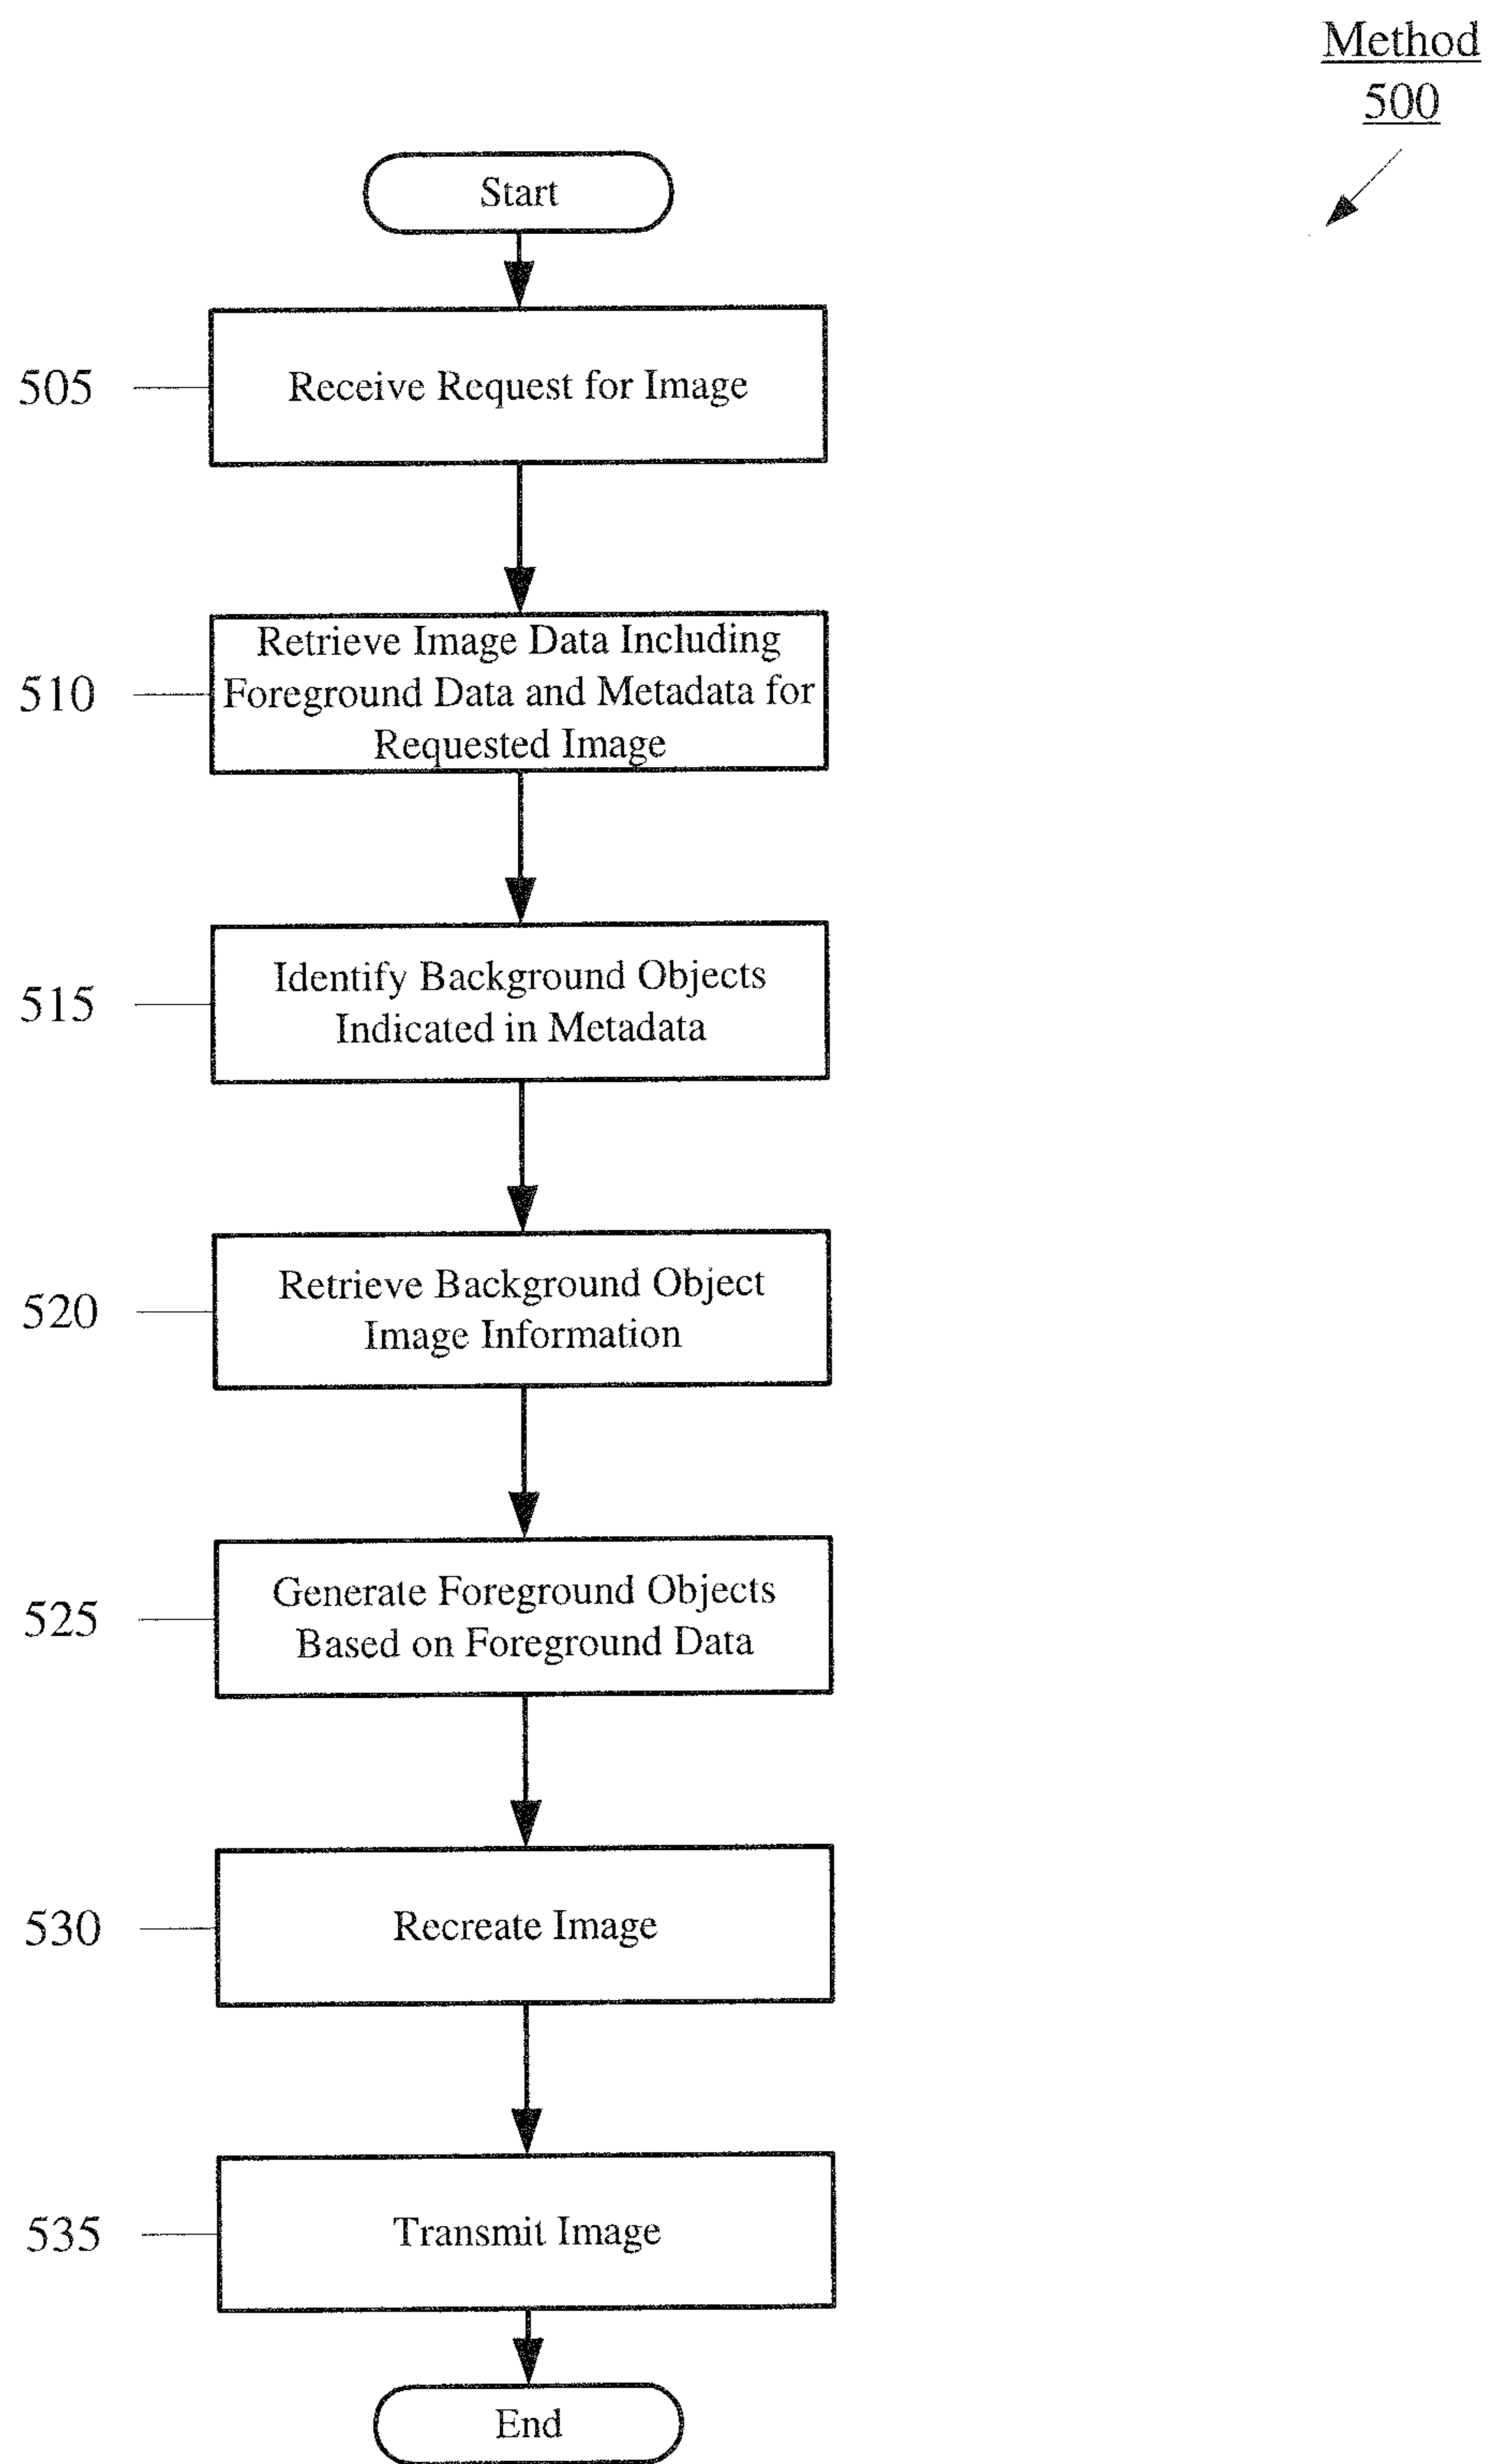 Method
500
Start
505
Receive Request for Image
510
Retrieve Image Data Including
Foreground Data and Metadata for
Requested Image
515
Identify Background Objects
Indicated in Metadata
520
Retrieve Background Object
Image Information
525
Generate Foreground Objects
Based on Foreground Data
530
Recreate Image
535
Transmit Image
End